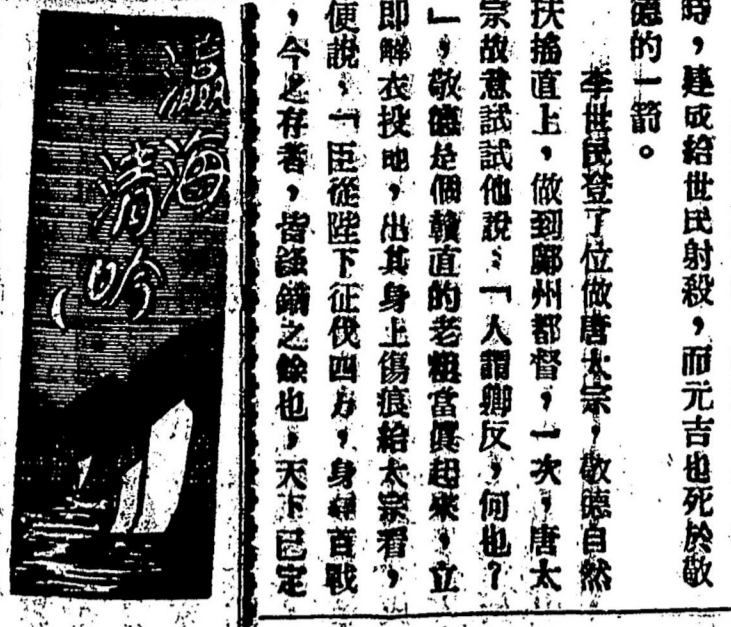 時，建成給世民射殺，而元吉也死於敬
德的一箭。
李世民登了位做唐太宗，敬德自然
扶搖直上，做到鄜州都督，一次，唐太
宗故意試試他說：「人謂卿反，何也？
」，敬德是個戇直的老粗當眞起來，立
即解衣投地，出其身上傷痕給太宗看，
便說，「臣從陛下征伐四方，身經百戰
，今之存者，皆鋒鏑之餘也，天下已定
瀛海清吟